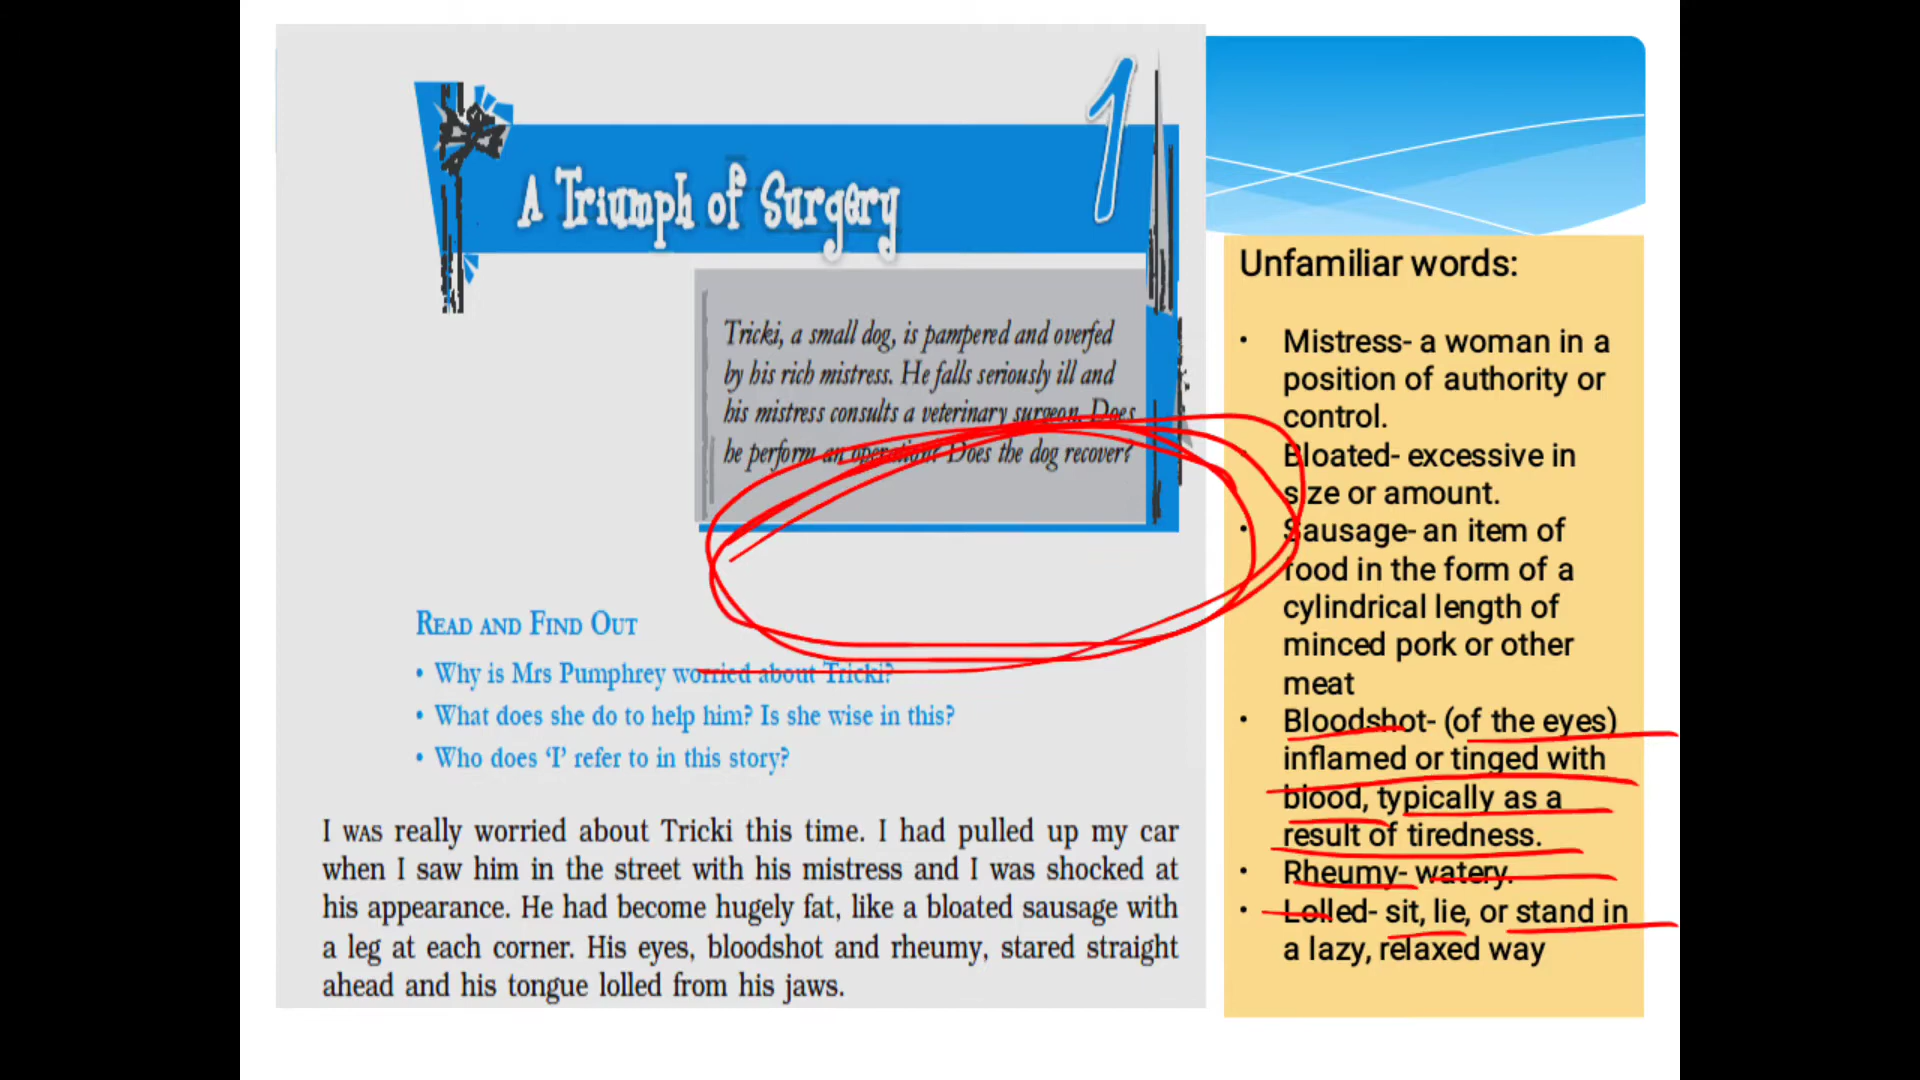 1
A Triumph of Surgery
Tricki, a small dog, is pampered and overfed
by his rich mistress. He falls seriously ill and
his mistress consults a veterinary surgeon. Does
he perform an operation? Does the dog recover?
READ AND FIND OUT
• Why is Mrs Pumphrey worried about Tricki?
• What does she do to help him? Is she wise in this?
• Who does ‘I’ refer to in this story?
I WAS really worried about Tricki this time. I had pulled up my car
when I saw him in the street with his mistress and I was shocked at
his appearance. He had become hugely fat, like a bloated sausage with
a leg at each corner. His eyes, bloodshot and rheumy, stared straight
ahead and his tongue lolled from his jaws.
Unfamiliar words:
• Mistress- a woman in a
position of authority or
control.
• Bloated- excessive in
size or amount.
• Sausage- an item of
food in the form of a
cylindrical length of
minced pork or other
meat
• Bloodshot- (of the eyes)
inflamed or tinged with
blood, typically as a
result of tiredness.
• Rheumy- watery.
• Lolled- sit, lie, or stand in
a lazy, relaxed way